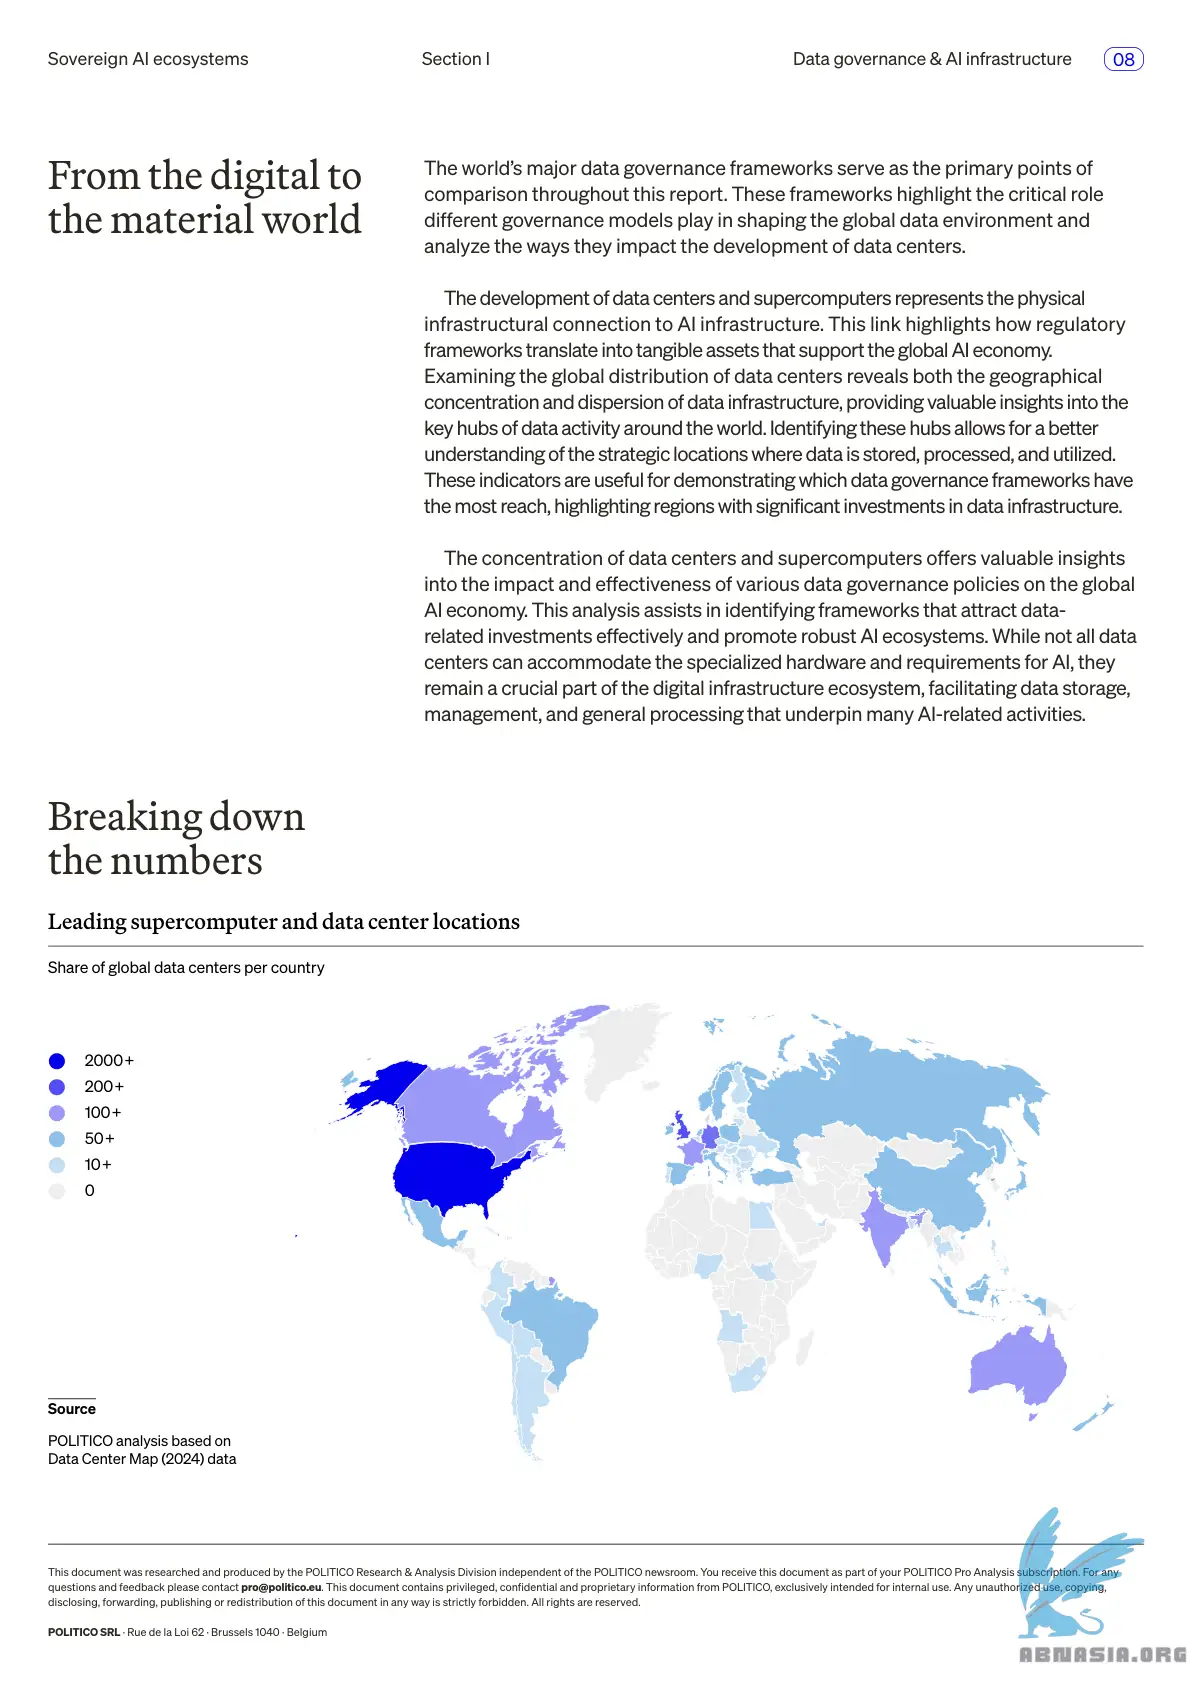 Sovereign AI ecosystems
Section I
Data governance & AI infrastructure
08
From the digital to
the material world
The world’s major data governance frameworks serve as the primary points of
comparison throughout this report. These frameworks highlight the critical role
different governance models play in shaping the global data environment and
analyze the ways they impact the development of data centers.
The development of data centers and supercomputers represents the physical
infrastructural connection to AI infrastructure. This link highlights how regulatory
frameworks translate into tangible assets that support the global AI economy.
Examining the global distribution of data centers reveals both the geographical
concentration and dispersion of data infrastructure, providing valuable insights into the
key hubs of data activity around the world. Identifying these hubs allows for a better
understanding of the strategic locations where data is stored, processed, and utilized.
These indicators are useful for demonstrating which data governance frameworks have
the most reach, highlighting regions with significant investments in data infrastructure.
The concentration of data centers and supercomputers offers valuable insights
into the impact and effectiveness of various data governance policies on the global
AI economy. This analysis assists in identifying frameworks that attract data-
related investments effectively and promote robust AI ecosystems. While not all data
centers can accommodate the specialized hardware and requirements for AI, they
remain a crucial part of the digital infrastructure ecosystem, facilitating data storage,
management, and general processing that underpin many AI-related activities.
Breaking down
the numbers
Leading supercomputer and data center locations
Share of global data centers per country
2000+
200+
100+
50+
10+
0
Source
POLITICO analysis based on
Data Center Map (2024) data
This document was researched and produced by the POLITICO Research & Analysis Division independent of the POLITICO newsroom. You receive this document as part of your POLITICO Pro Analysis subscription. For any
questions and feedback please contact pro@politico.eu. This document contains privileged, confidential and proprietary information from POLITICO, exclusively intended for internal use. Any unauthorized use, copying,
disclosing, forwarding, publishing or redistribution of this document in any way is strictly forbidden. All rights are reserved.
POLITICO SRL · Rue de la Loi 62 · Brussels 1040 · Belgium
ABNASIA.ORG